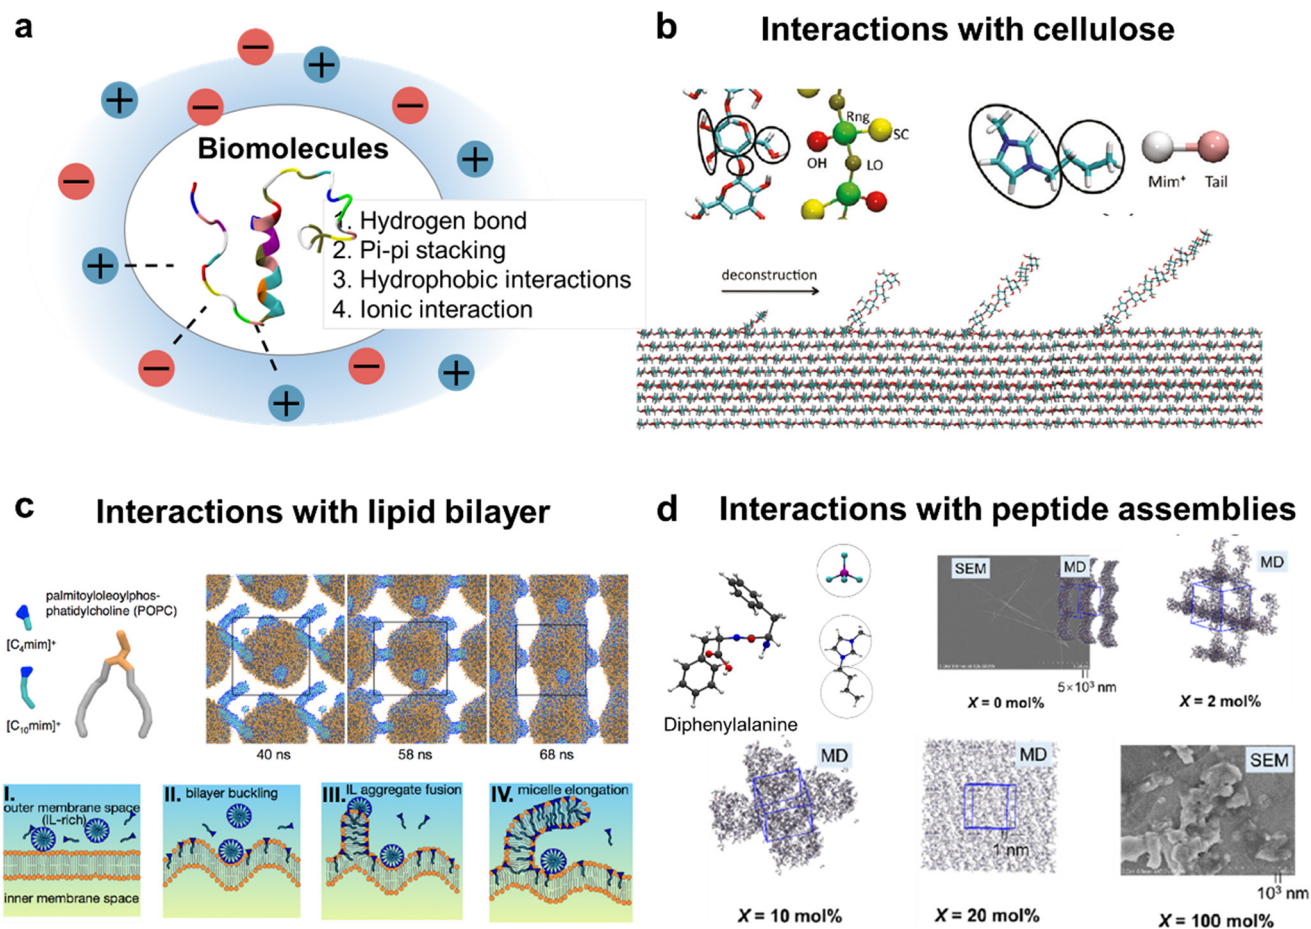 a
Biomolecules
1. Hydrogen bond
2. Pi-pi stacking
3. Hydrophobic interactions
4. Ionic interaction
b
Interactions with cellulose
Rng
SC
OH
LO
Mim+
Tail
deconstruction
c
Interactions with lipid bilayer
palmitoyloleoylphos-
phatidylcholine (POPC)
[C4mim]+
[C10mim]+
40 ns
58 ns
68 ns
I.
outer membrane space
(IL-rich)
inner membrane space
II. bilayer buckling
III. IL aggregate fusion
IV. micelle elongation
d
Interactions with peptide assemblies
Diphenylalanine
SEM
MD
5×10³ nm
X = 0 mol%
MD
X = 2 mol%
MD
X = 10 mol%
1 nm
X = 20 mol%
SEM
10³ nm
X = 100 mol%